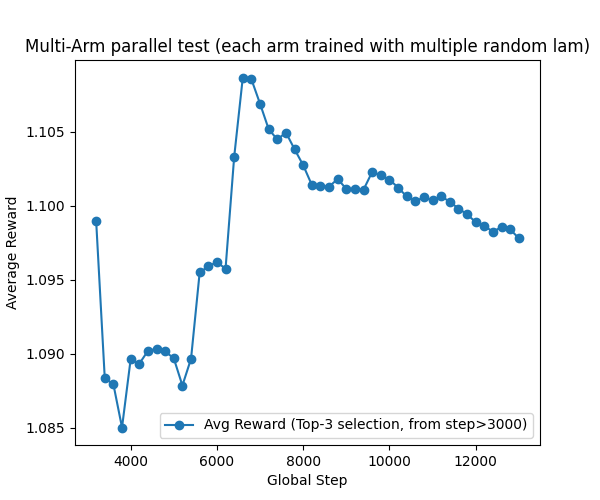 Multi-Arm parallel test (each arm trained with multiple random lam)
Average Reward
1.105
1.100
1.095
1.090
1.085
Avg Reward (Top-3 selection, from step>3000)
4000 6000 8000 10000 12000
Global Step